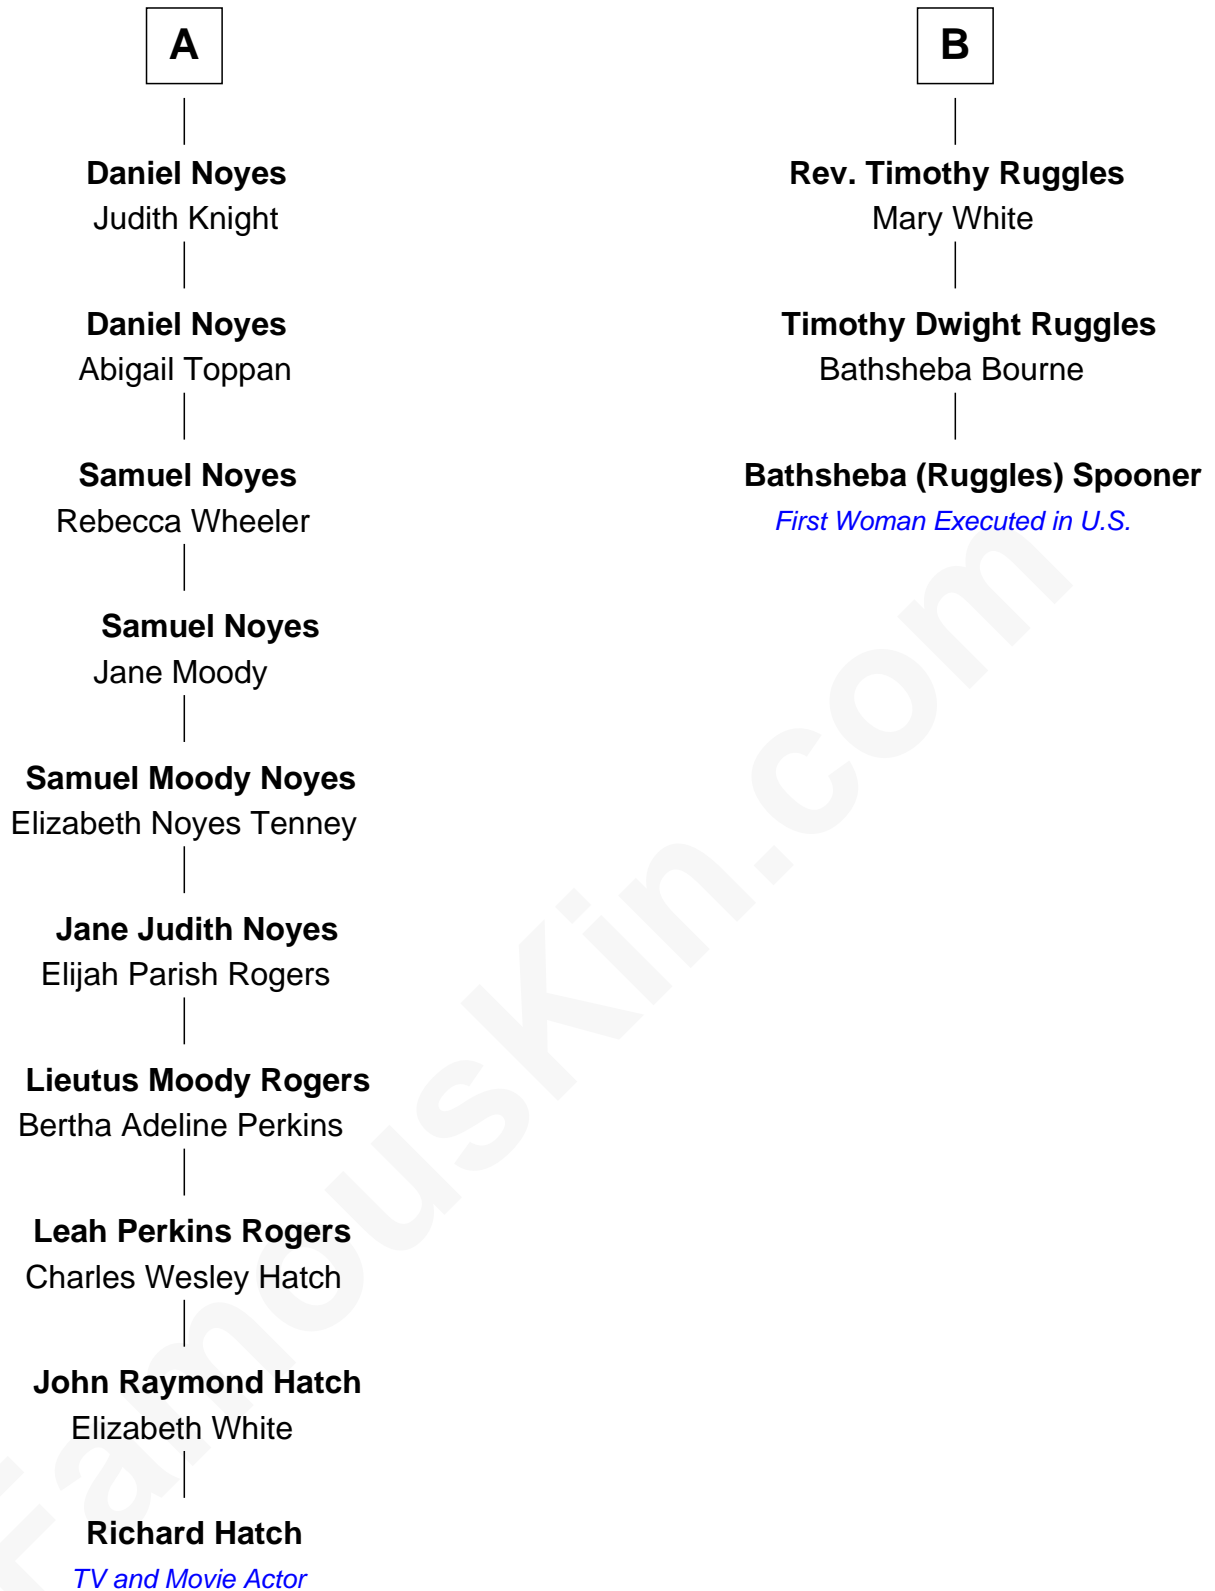 A
Daniel Noyes
Judith Knight
Daniel Noyes
Abigail Toppan
Samuel Noyes
Rebecca Wheeler
Samuel Noyes
Jane Moody
Samuel Moody Noyes
Elizabeth Noyes Tenney
Jane Judith Noyes
Elijah Parish Rogers
Lieutus Moody Rogers
Bertha Adeline Perkins
Leah Perkins Rogers
Charles Wesley Hatch
John Raymond Hatch
Elizabeth White
Richard Hatch
TV and Movie Actor
B
Rev. Timothy Ruggles
Mary White
Timothy Dwight Ruggles
Bathsheba Bourne
Bathsheba (Ruggles) Spooner
First Woman Executed in U.S.
FamousKin.com